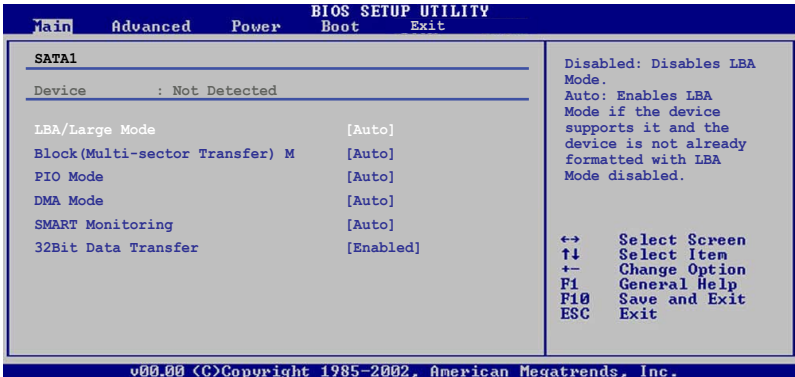 BIOS SETUP UTILITY
Main Advanced Power Boot Exit
SATA1
Device : Not Detected
LBA/Large Mode [Auto]
Block(Multi-sector Transfer) M [Auto]
PIO Mode [Auto]
DMA Mode [Auto]
SMART Monitoring [Auto]
32Bit Data Transfer [Enabled]
Disabled: Disables LBA
Mode.
Auto: Enables LBA
Mode if the device
supports it and the
device is not already
formatted with LBA
Mode disabled.
←→ Select Screen
↑↓ Select Item
+- Change Option
F1 General Help
F10 Save and Exit
ESC Exit
v00.00 (C)Copyright 1985-2002, American Megatrends, Inc.